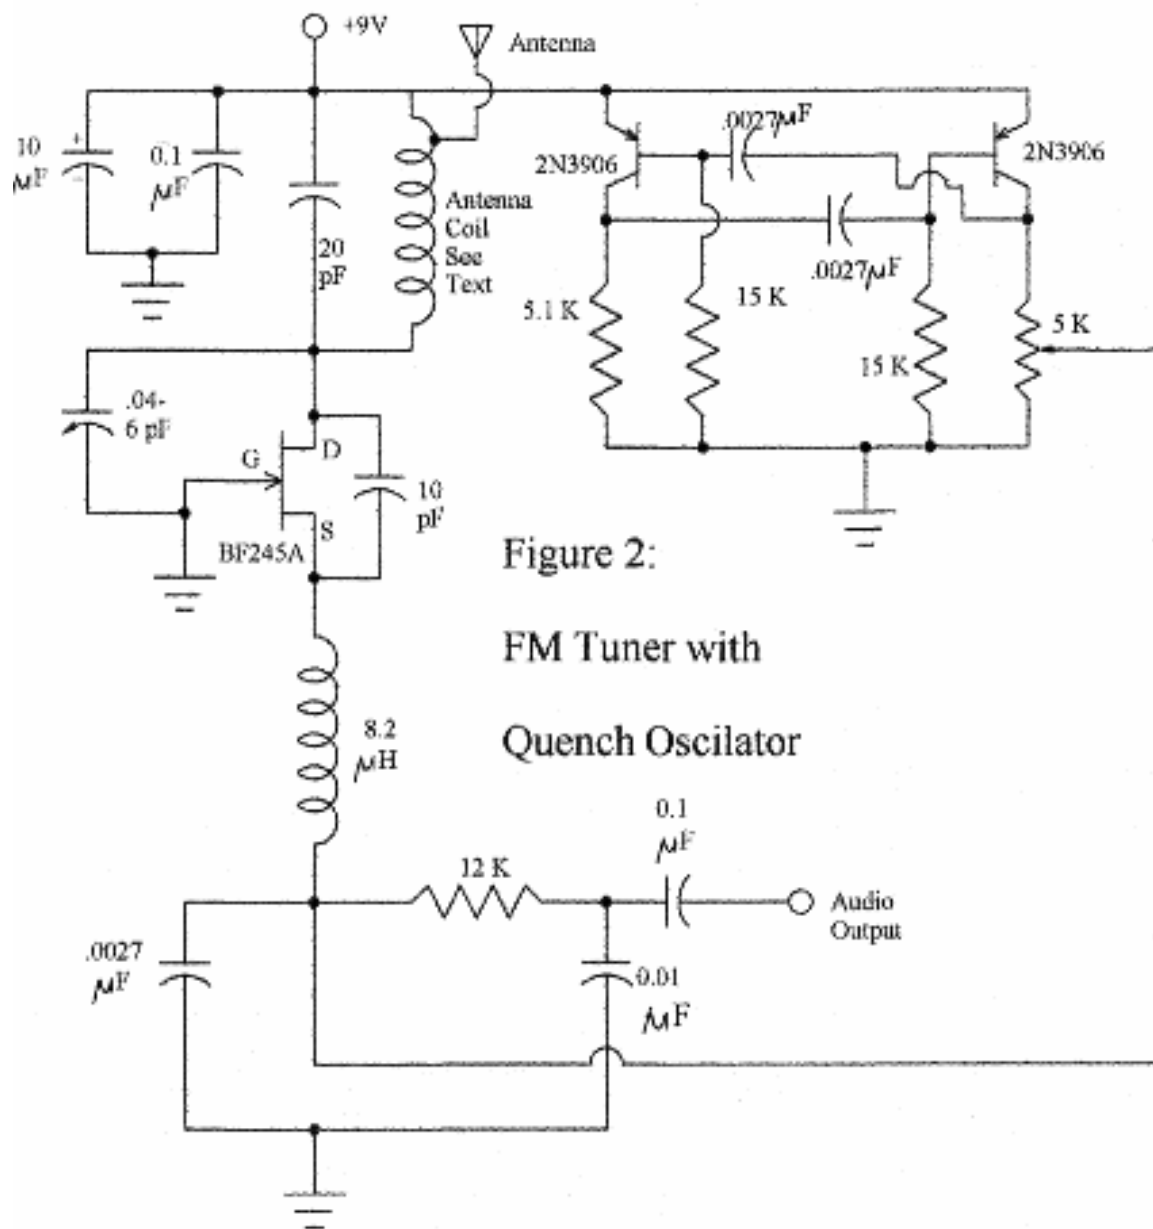 +9V
Antenna
10
+
μF
−
0.1
μF
20
pF
Antenna
Coil
See
Text
.0027μF
2N3906
2N3906
.0027μF
5.1 K
15 K
15 K
5 K
.04-
6 pF
G
D
S
10
pF
BF245A
Figure 2:
FM Tuner with
Quench Oscilator
8.2
μH
12 K
0.1
μF
Audio
Output
.0027
μF
0.01
μF